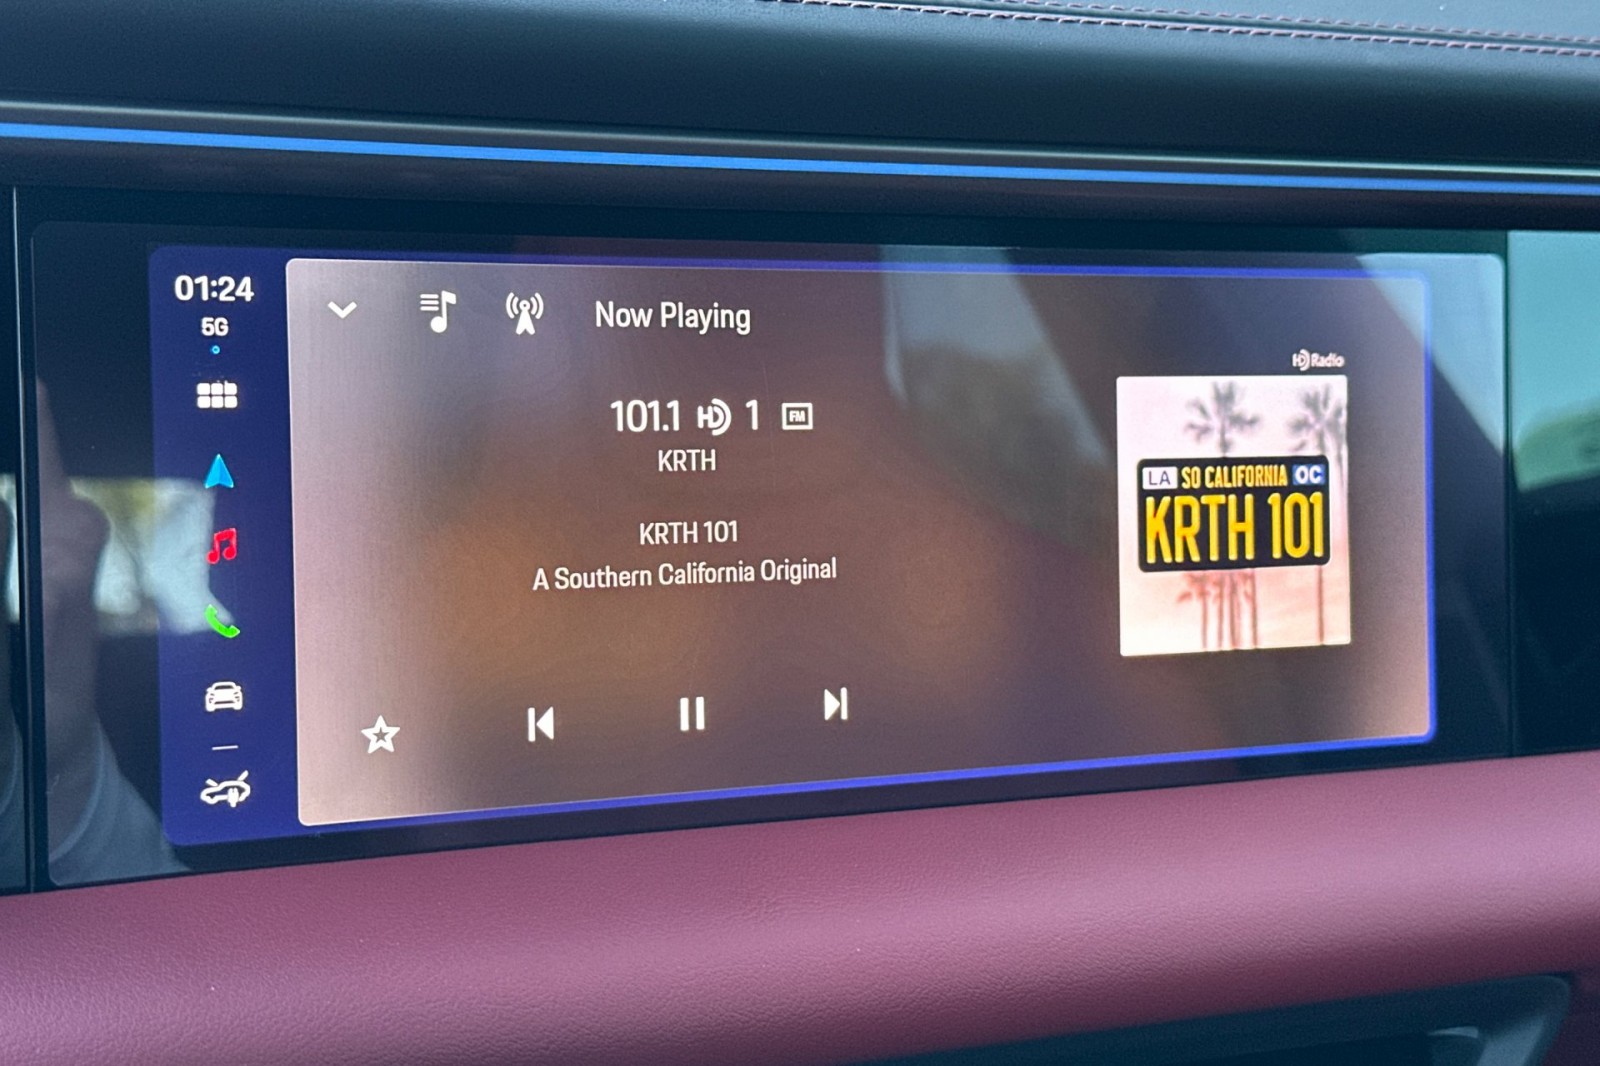 01:24
5G
Now Playing
HD Radio
101.1 HD 1 FM
KRTH
KRTH 101
A Southern California Original
LA SO CALIFORNIA OC
KRTH 101